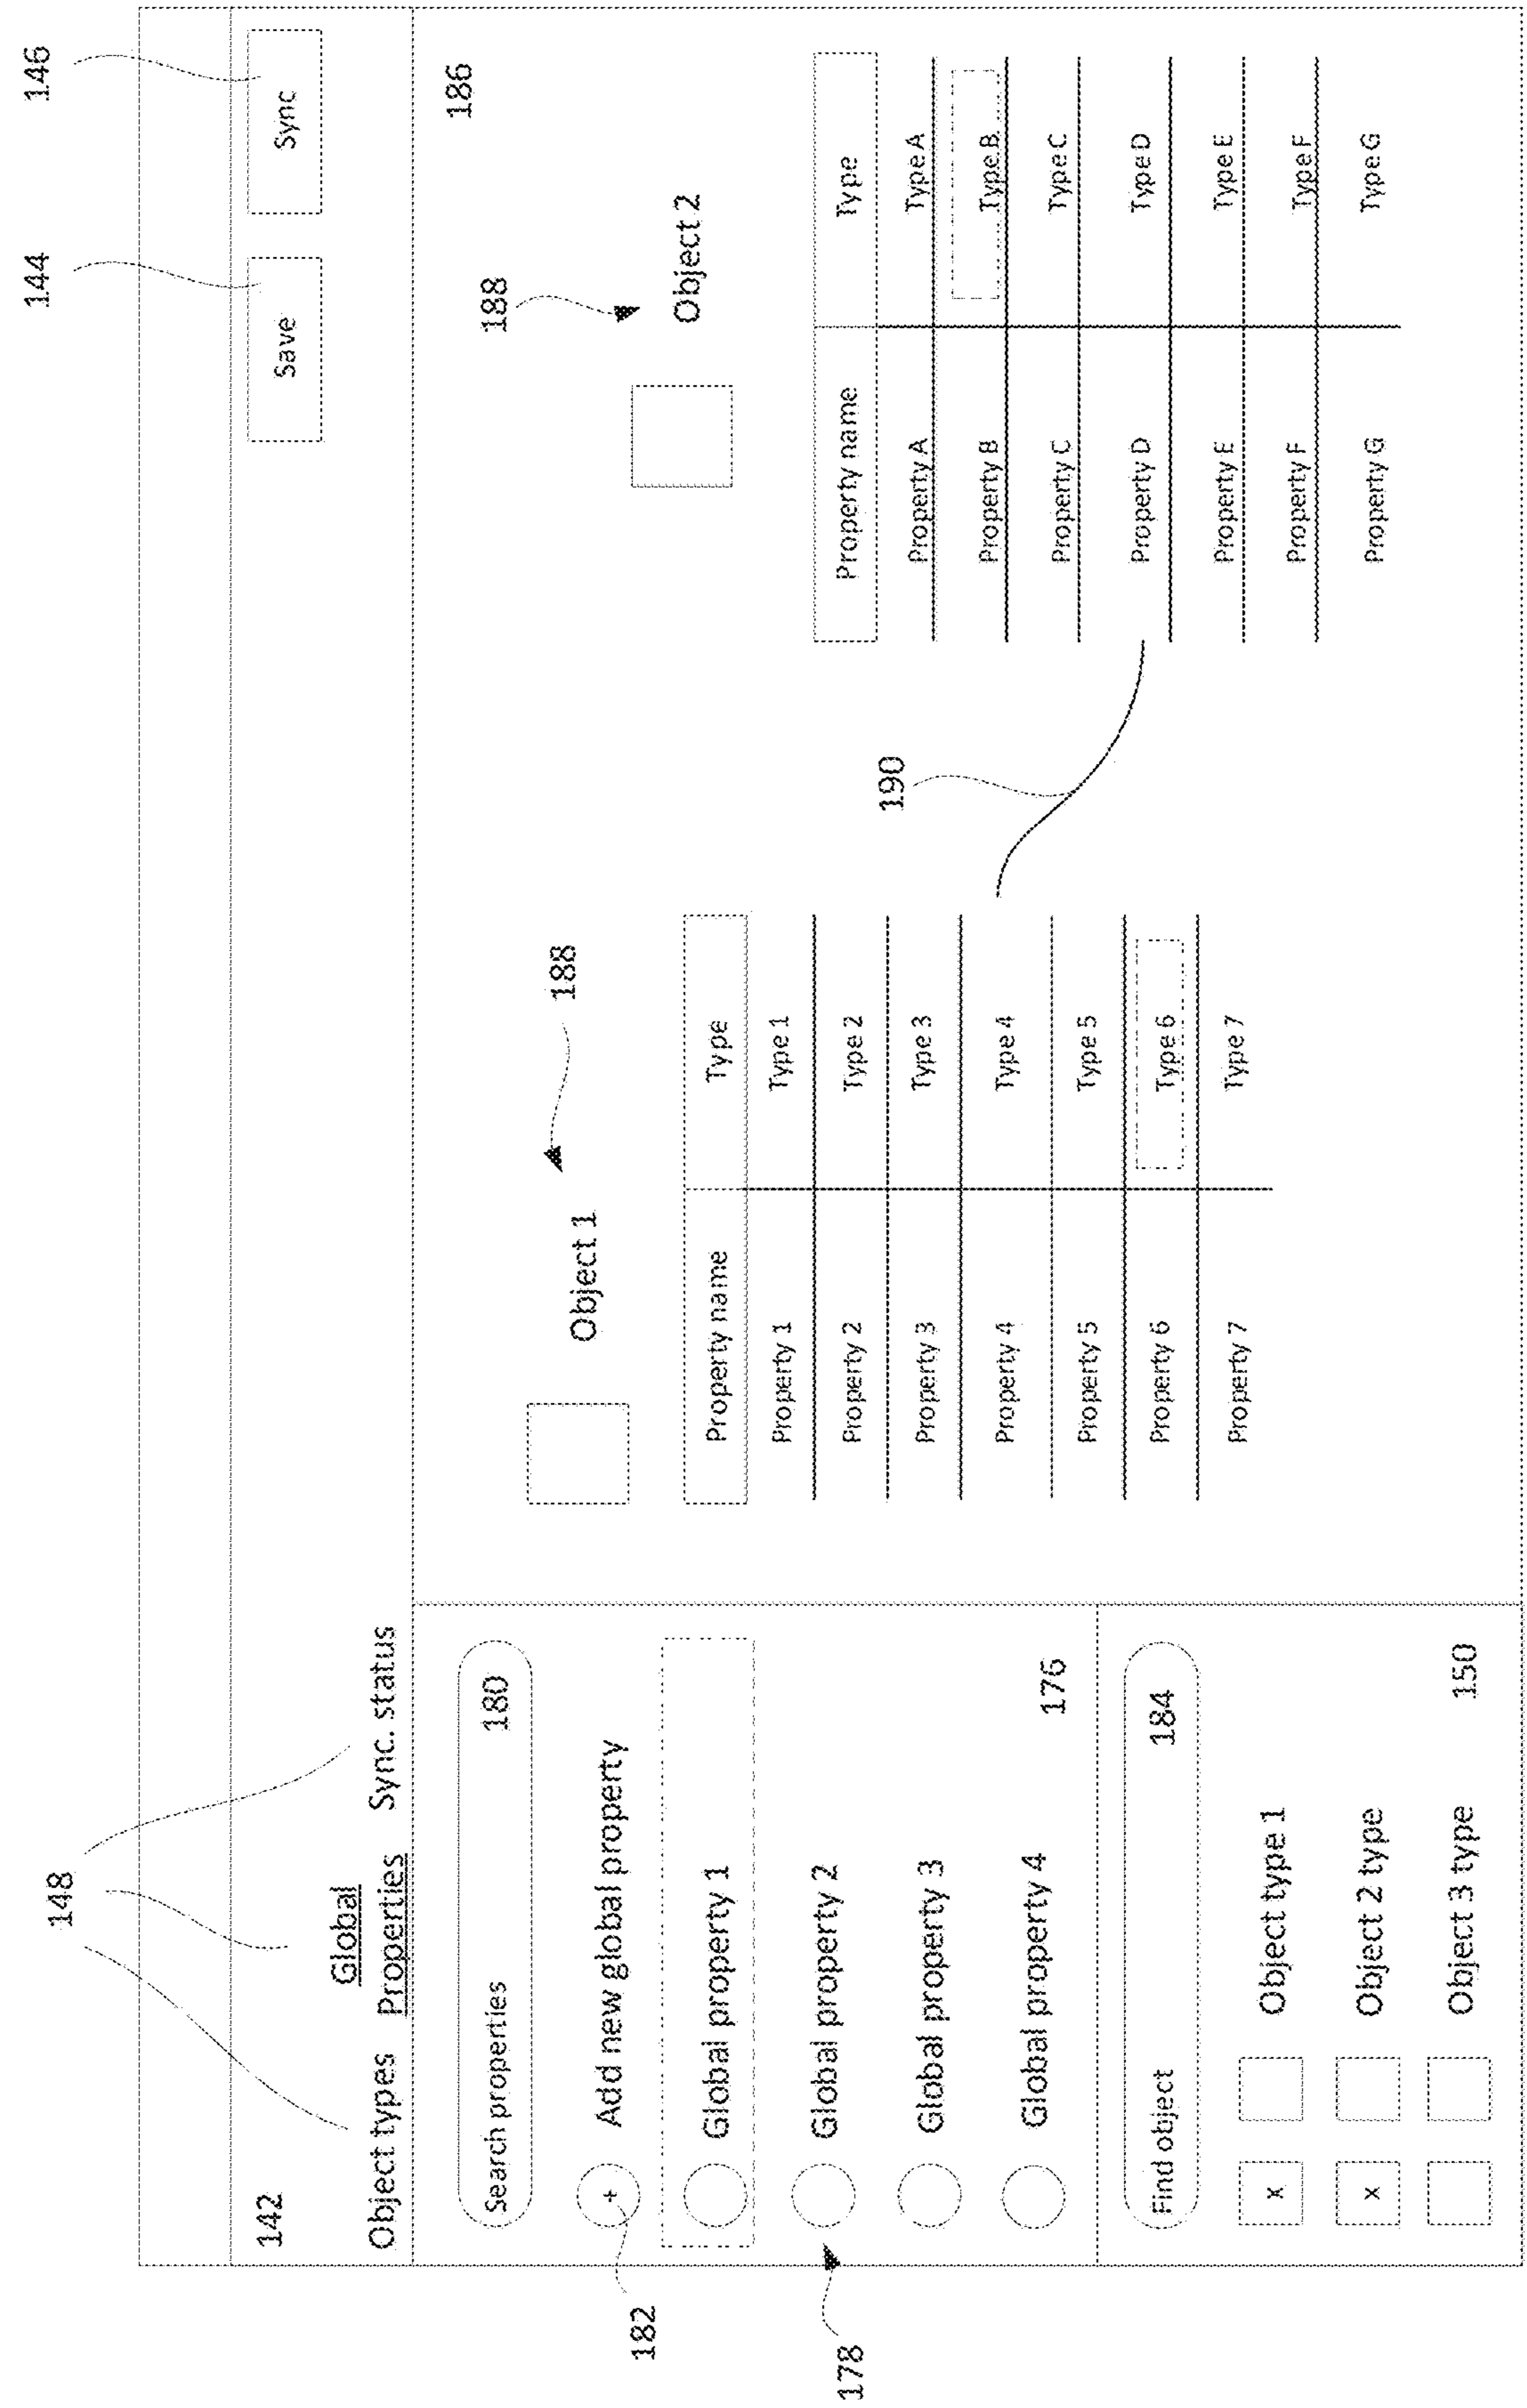 144
146
148
142
Save
Sync
Object types
Global
Properties
Sync. status
Search properties
180
182
+
Add new global property
Global property 1
178
Global property 2
Global property 3
Global property 4
176
Find object
184
x
Object type 1
x
Object 2 type
Object 3 type
150
186
188
Object 1
Property name
Type
Property 1
Type 1
Property 2
Type 2
Property 3
Type 3
Property 4
Type 4
Property 5
Type 5
Property 6
Type 6
Property 7
Type 7
190
188
Object 2
Property name
Type
Property A
Type A
Property B
Type B
Property C
Type C
Property D
Type D
Property E
Type E
Property F
Type F
Property G
Type G